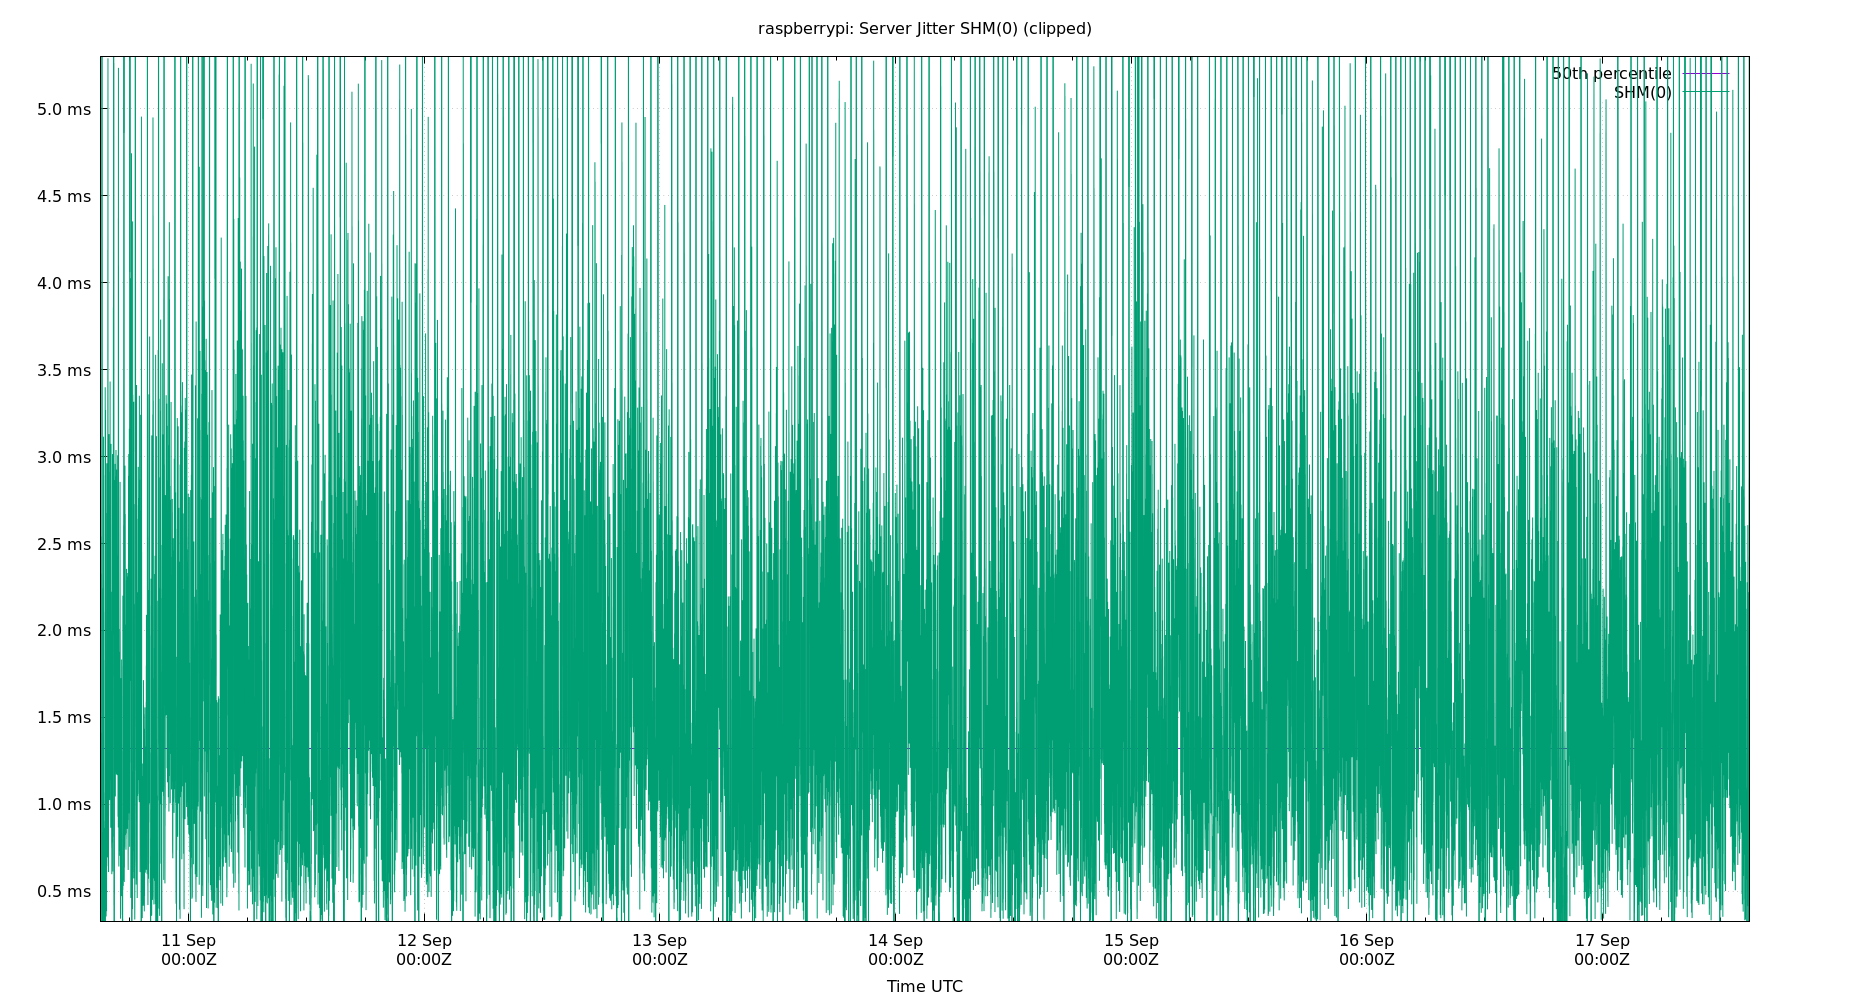 raspberrypi: Server Jitter SHM(0) (clipped)
50th percentile
SHM(0)
5.0 ms
4.5 ms
4.0 ms
3.5 ms
3.0 ms
2.5 ms
2.0 ms
1.5 ms
1.0 ms
0.5 ms
11 Sep 12 Sep 13 Sep 14 Sep 15 Sep 16 Sep 17 Sep
00:00Z 00:00Z 00:00Z 00:00Z 00:00Z 00:00Z 00:00Z
Time UTC